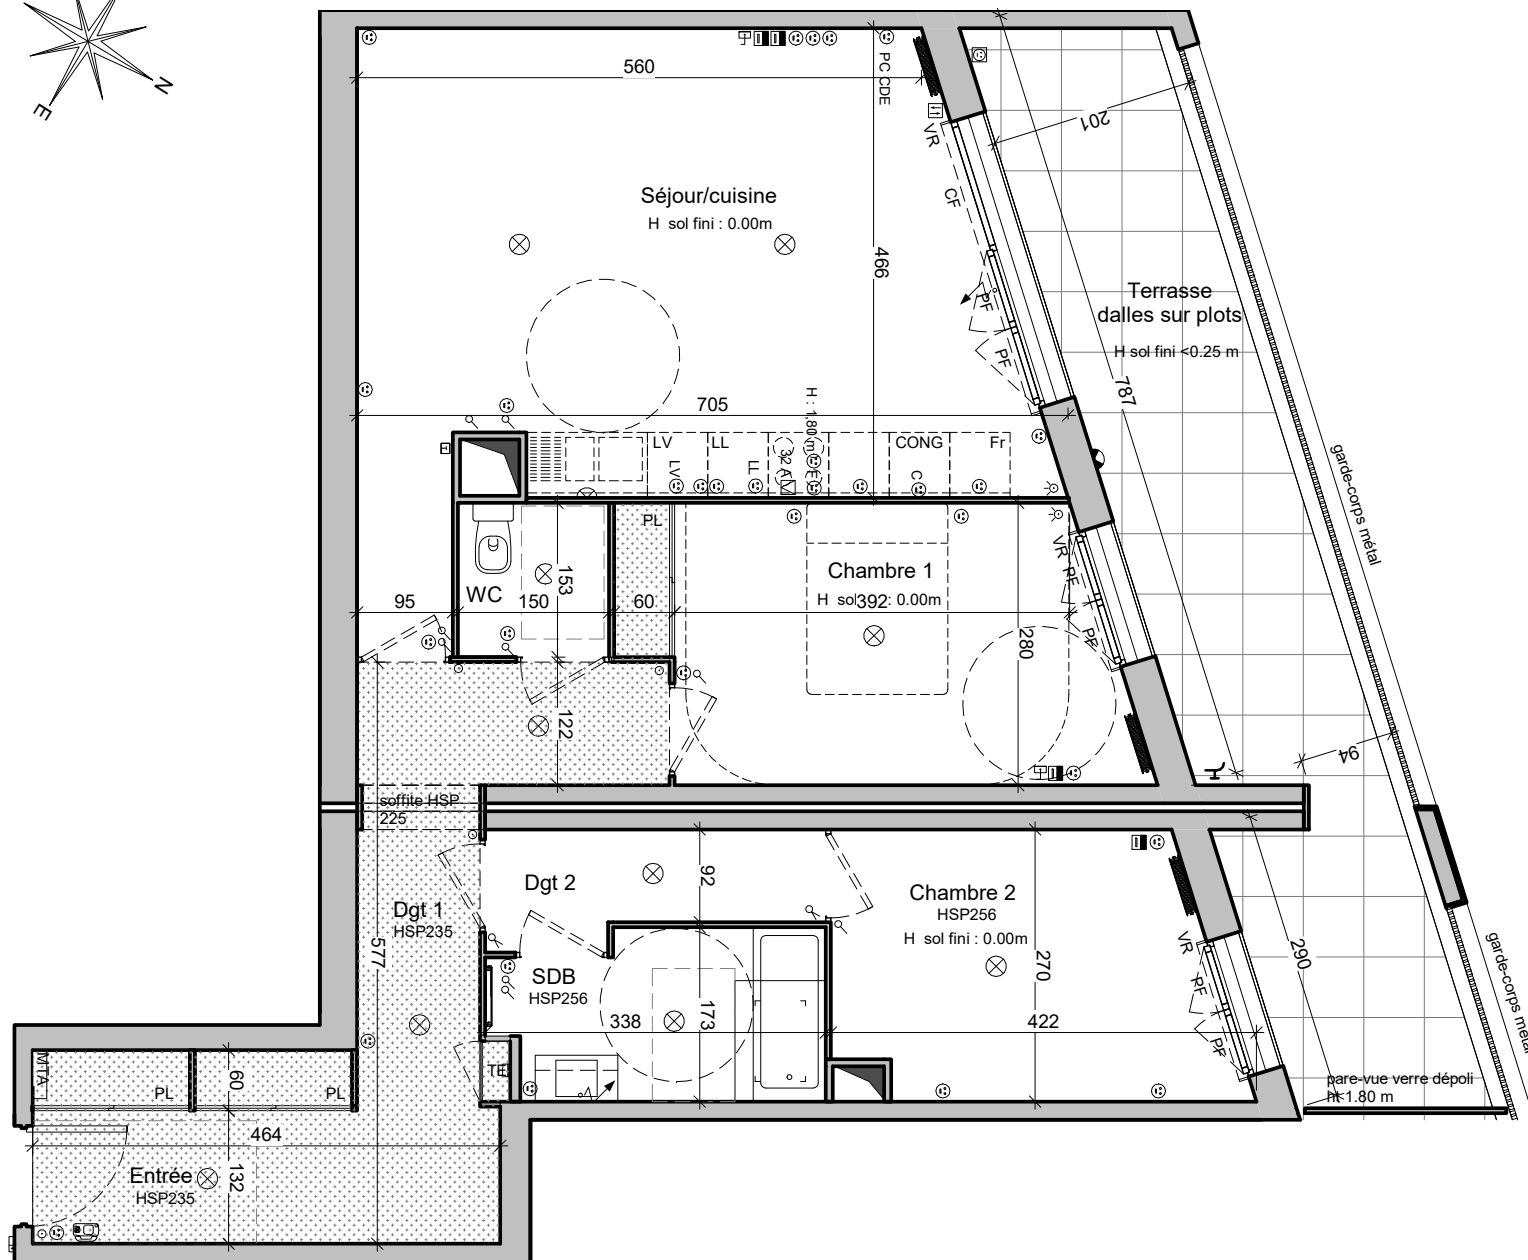 N
E
560
PC CDE
VR
201
CF
Séjour/cuisine
H sol fini : 0.00m
466
PF
PF
Terrasse
dalles sur plots
H sol fini <0.25 m
787
705
H : 1,80 m
LV
LL
CONG
Fr
LV
LL
32 A
garde-corps métal
PL
WC
153
95
150
60
Chambre 1
H sol 392 : 0.00m
VR
PF
PF
280
122
94
soffite HSP
225
Dgt 2
92
Chambre 2
HSP256
H sol fini : 0.00m
Dgt 1
HSP235
577
SDB
HSP256
338
173
270
422
VR
PF
PF
290
garde-corps métal
TE
MTA
PL
60
PL
pare-vue verre dépoli
ht<1.80 m
464
Entrée
HSP235
132